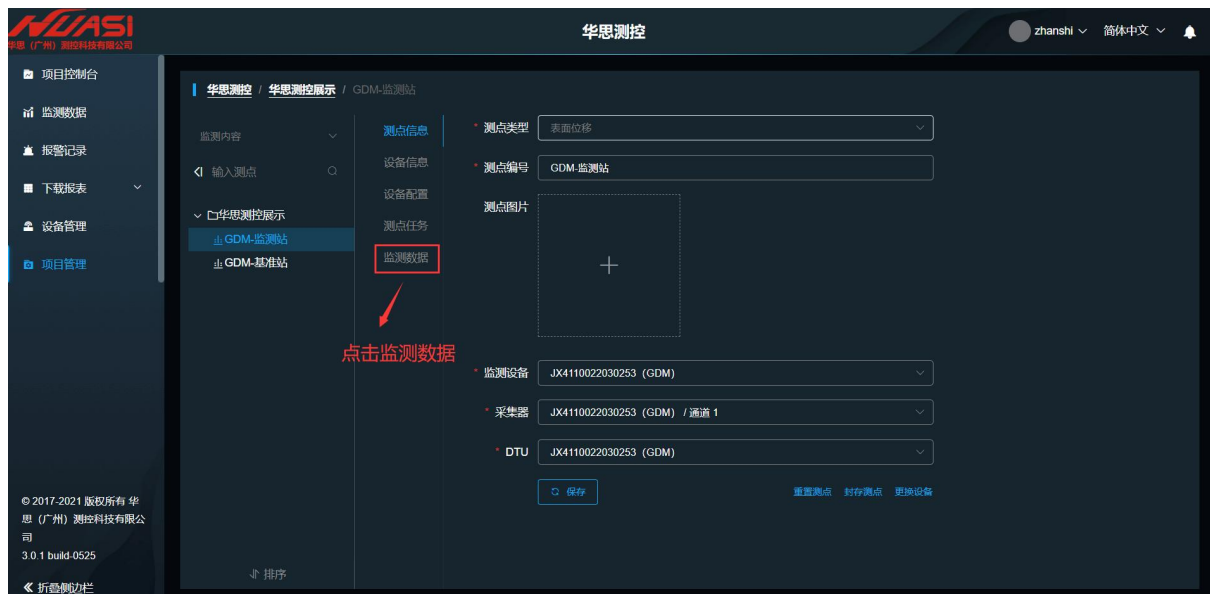 HUASI
华思（广州）测控科技有限公司
华思测控
zhanshi
简体中文
项目控制台
监测数据
报警记录
下载报表
设备管理
项目管理
© 2017-2021 版权所有 华
思（广州）测控科技有限公
司
3.0.1 build-0525
折叠侧边栏
华思测控 / 华思测控展示 / GDM-监测站
监测内容
输入测点
华思测控展示
GDM-监测站
GDM-基准站
排序
测点信息
设备信息
设备配置
测点任务
监测数据
点击监测数据
* 测点类型 表面位移
* 测点编号 GDM-监测站
测点图片
* 监测设备 JX4110022030253（GDM）
* 采集器 JX4110022030253（GDM）/ 通道 1
* DTU JX4110022030253（GDM）
保存
重置测点 封存测点 更换设备